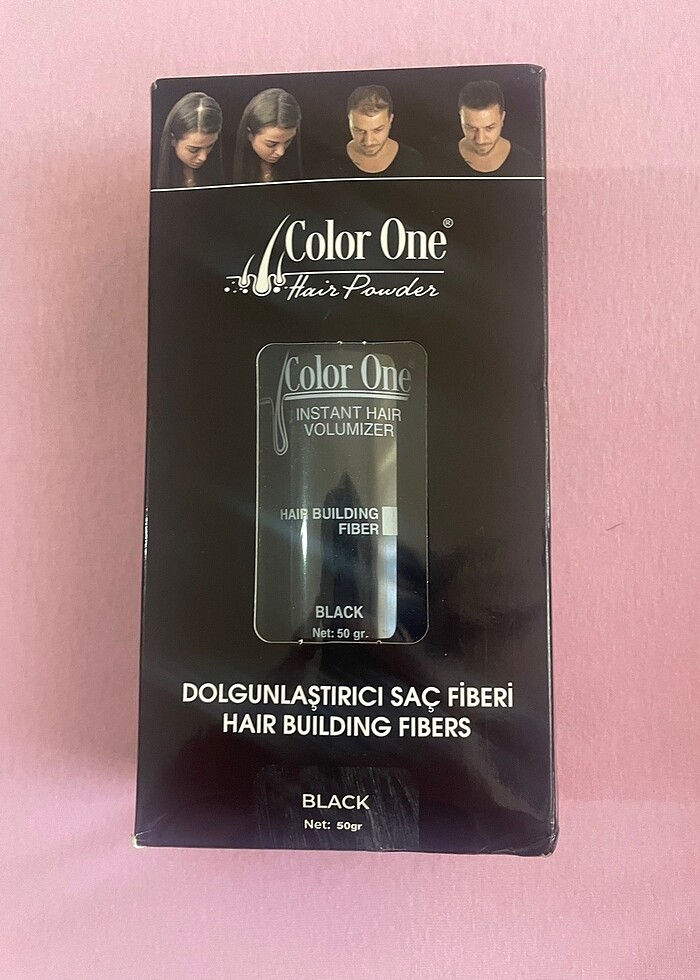 Color One®
Hair Powder
Color One
INSTANT HAIR
VOLUMIZER
HAIR BUILDING
FIBER
BLACK
Net: 50 gr.
DOLGUNLAŞTIRICI SAÇ FİBERİ
HAIR BUILDING FIBERS
BLACK
Net: 50gr